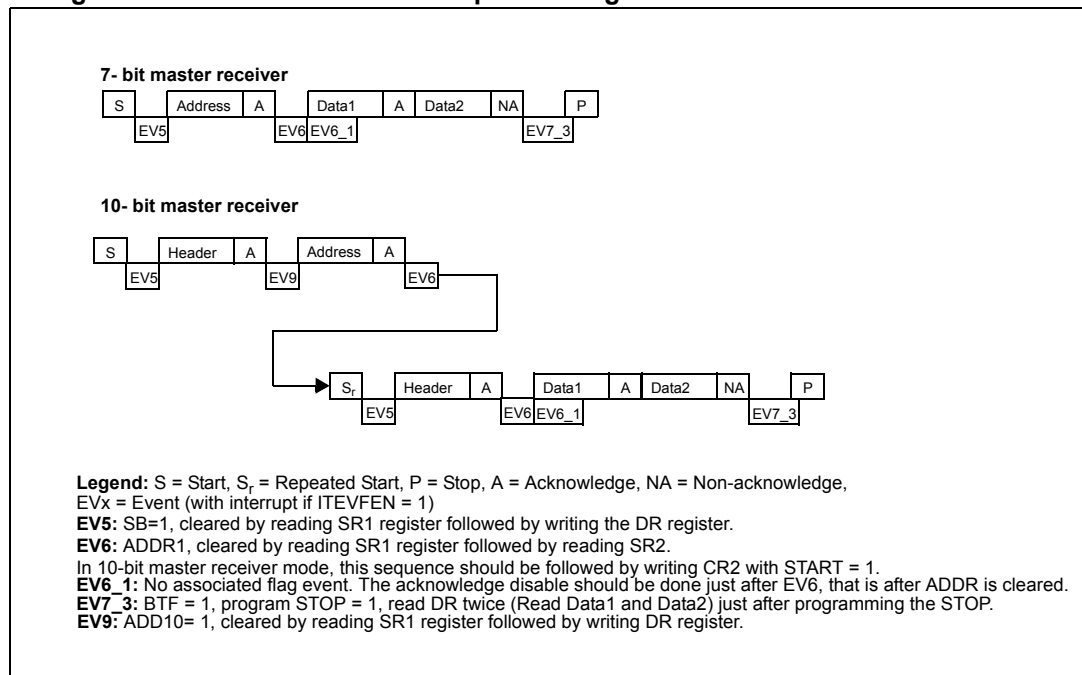 7- bit master receiver
S Address A Data1 A Data2 NA P
EV5 EV6 EV6_1 EV7_3
10- bit master receiver
S Header A Address A
EV5 EV9 EV6
Sr Header A Data1 A Data2 NA P
EV5 EV6 EV6_1 EV7_3
Legend: S = Start, Sr = Repeated Start, P = Stop, A = Acknowledge, NA = Non-acknowledge,
EVx = Event (with interrupt if ITEVFEN = 1)
EV5: SB=1, cleared by reading SR1 register followed by writing the DR register.
EV6: ADDR1, cleared by reading SR1 register followed by reading SR2.
In 10-bit master receiver mode, this sequence should be followed by writing CR2 with START = 1.
EV6_1: No associated flag event. The acknowledge disable should be done just after EV6, that is after ADDR is cleared.
EV7_3: BTF = 1, program STOP = 1, read DR twice (Read Data1 and Data2) just after programming the STOP.
EV9: ADD10= 1, cleared by reading SR1 register followed by writing DR register.